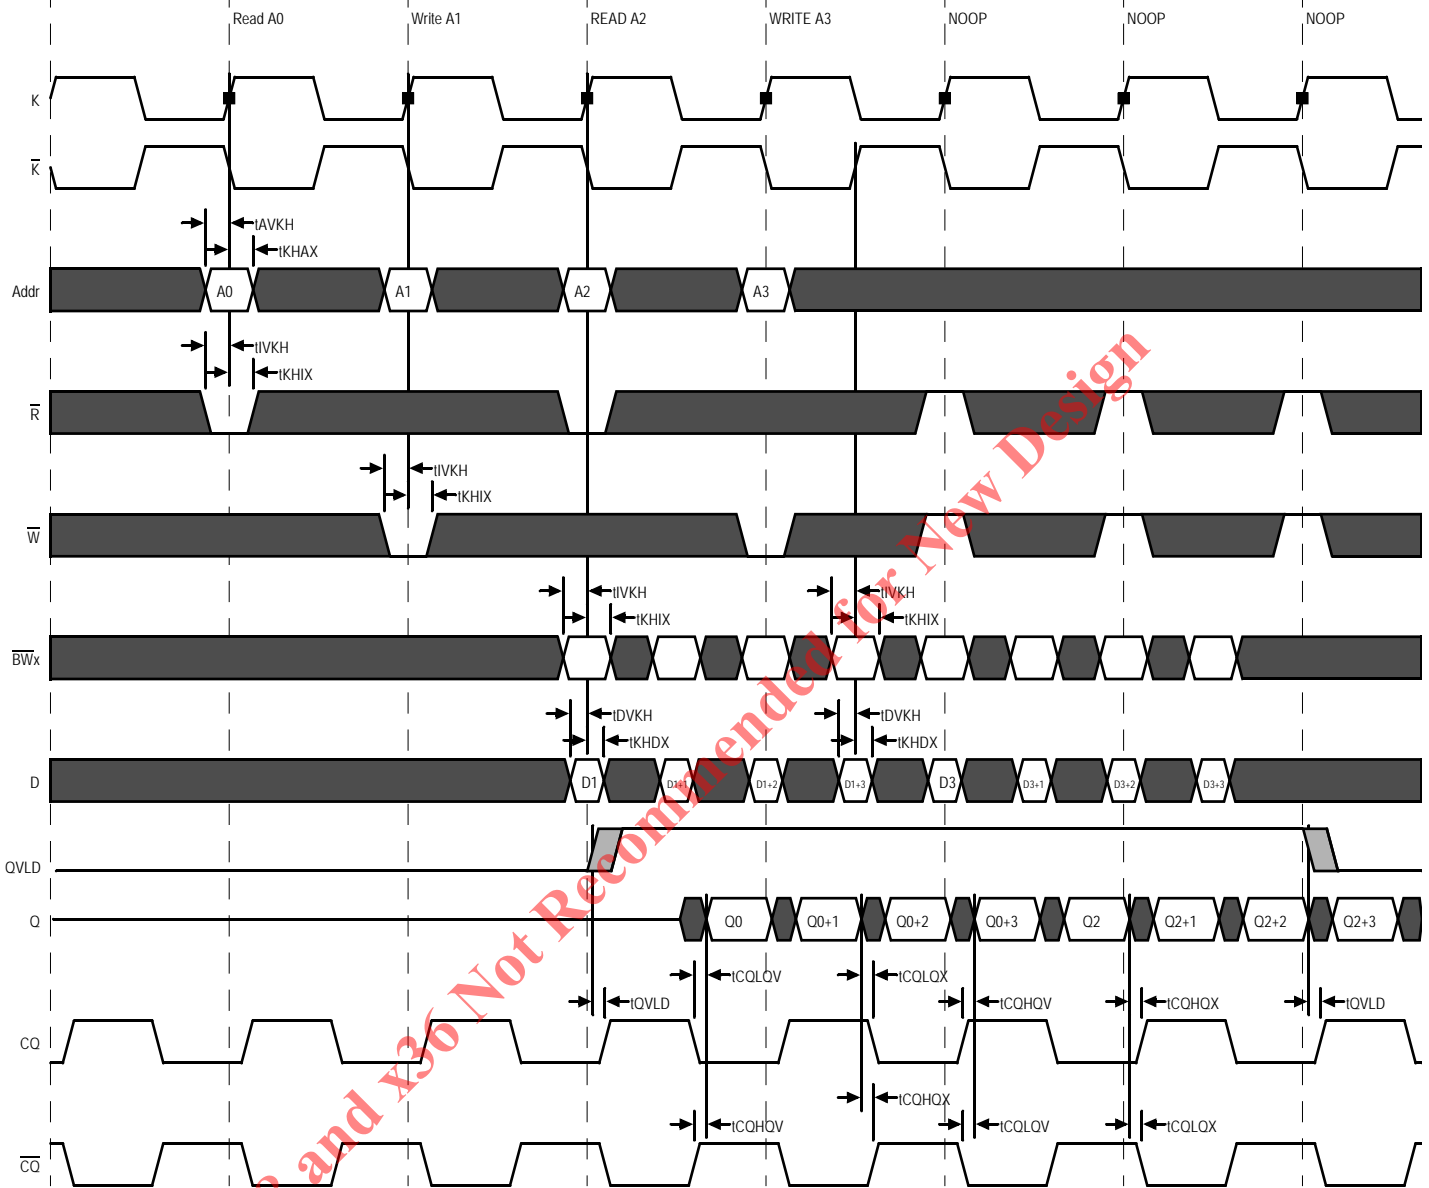 Read A0 Write A1 READ A2 WRITE A3 NOOP NOOP NOOP
K
K
tAVKH
tKHAX
Addr A0 A1 A2 A3
tIVKH
tKHIX
R
tIVKH
tKHIX
W
tIVKH tIVKH
tKHIX tKHIX
BWx
tDVKH tDVKH
tKHDX tKHDX
D D1 D1+1 D1+2 D1+3 D3 D3+1 D3+2 D3+3
QVLD
Q Q0 Q0+1 Q0+2 Q0+3 Q2 Q2+1 Q2+2 Q2+3
tCQLQV tCQLQX
tQVLD tCQHQV tCQHQX tQVLD
CQ
tCQHQX
tCQHQV tCQLQV tCQLQX
CQ
and x36 Not Recommended for New Design